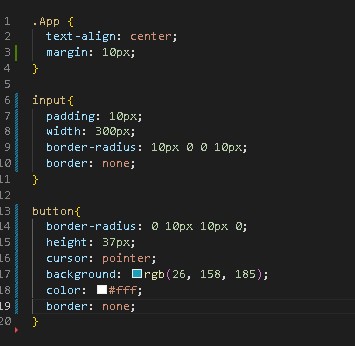 1 .App {
2 text-align: center;
3 margin: 10px;
4 }
5
6 input{
7 padding: 10px;
8 width: 300px;
9 border-radius: 10px 0 0 10px;
10 border: none;
11 }
12
13 button{
14 border-radius: 0 10px 10px 0;
15 height: 37px;
16 cursor: pointer;
17 background: rgb(26, 158, 185);
18 color: #fff;
19 border: none;
20 }